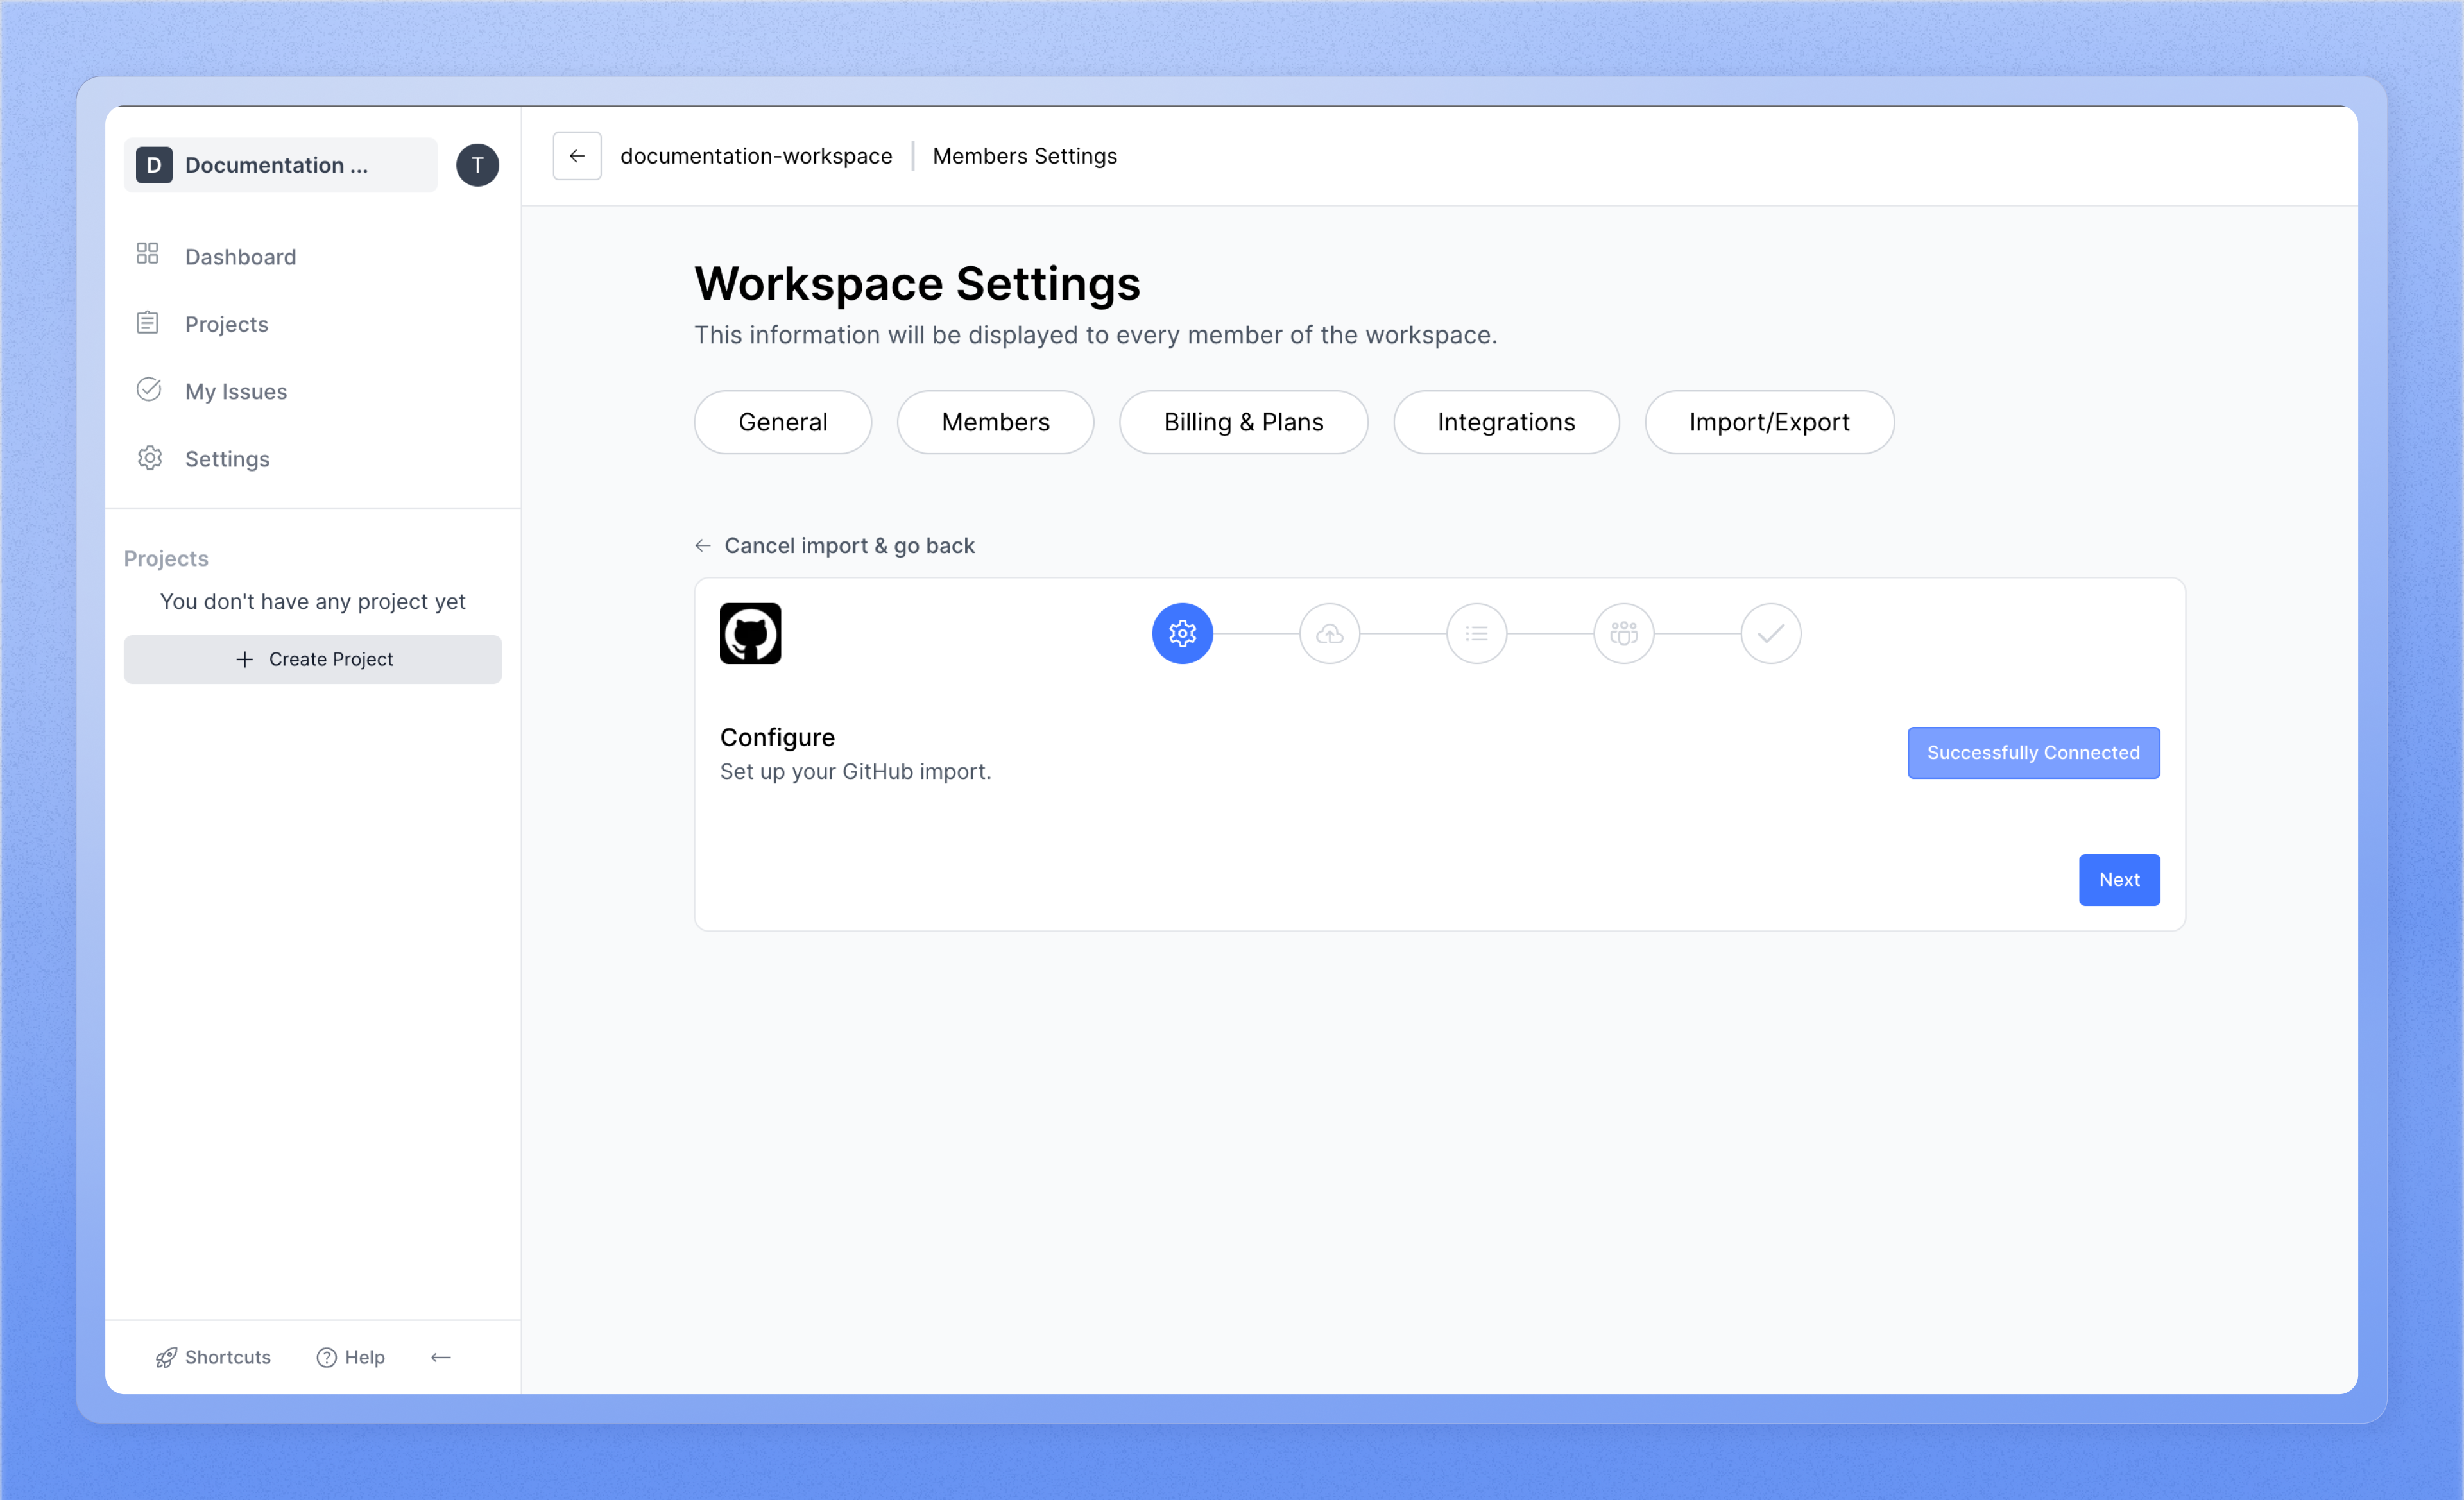 D Documentation ... T
Dashboard
Projects
My Issues
Settings
Projects
You don't have any project yet
+ Create Project
Shortcuts Help
documentation-workspace Members Settings
Workspace Settings
This information will be displayed to every member of the workspace.
General Members Billing & Plans Integrations Import/Export
Cancel import & go back
Configure
Set up your GitHub import.
Successfully Connected
Next